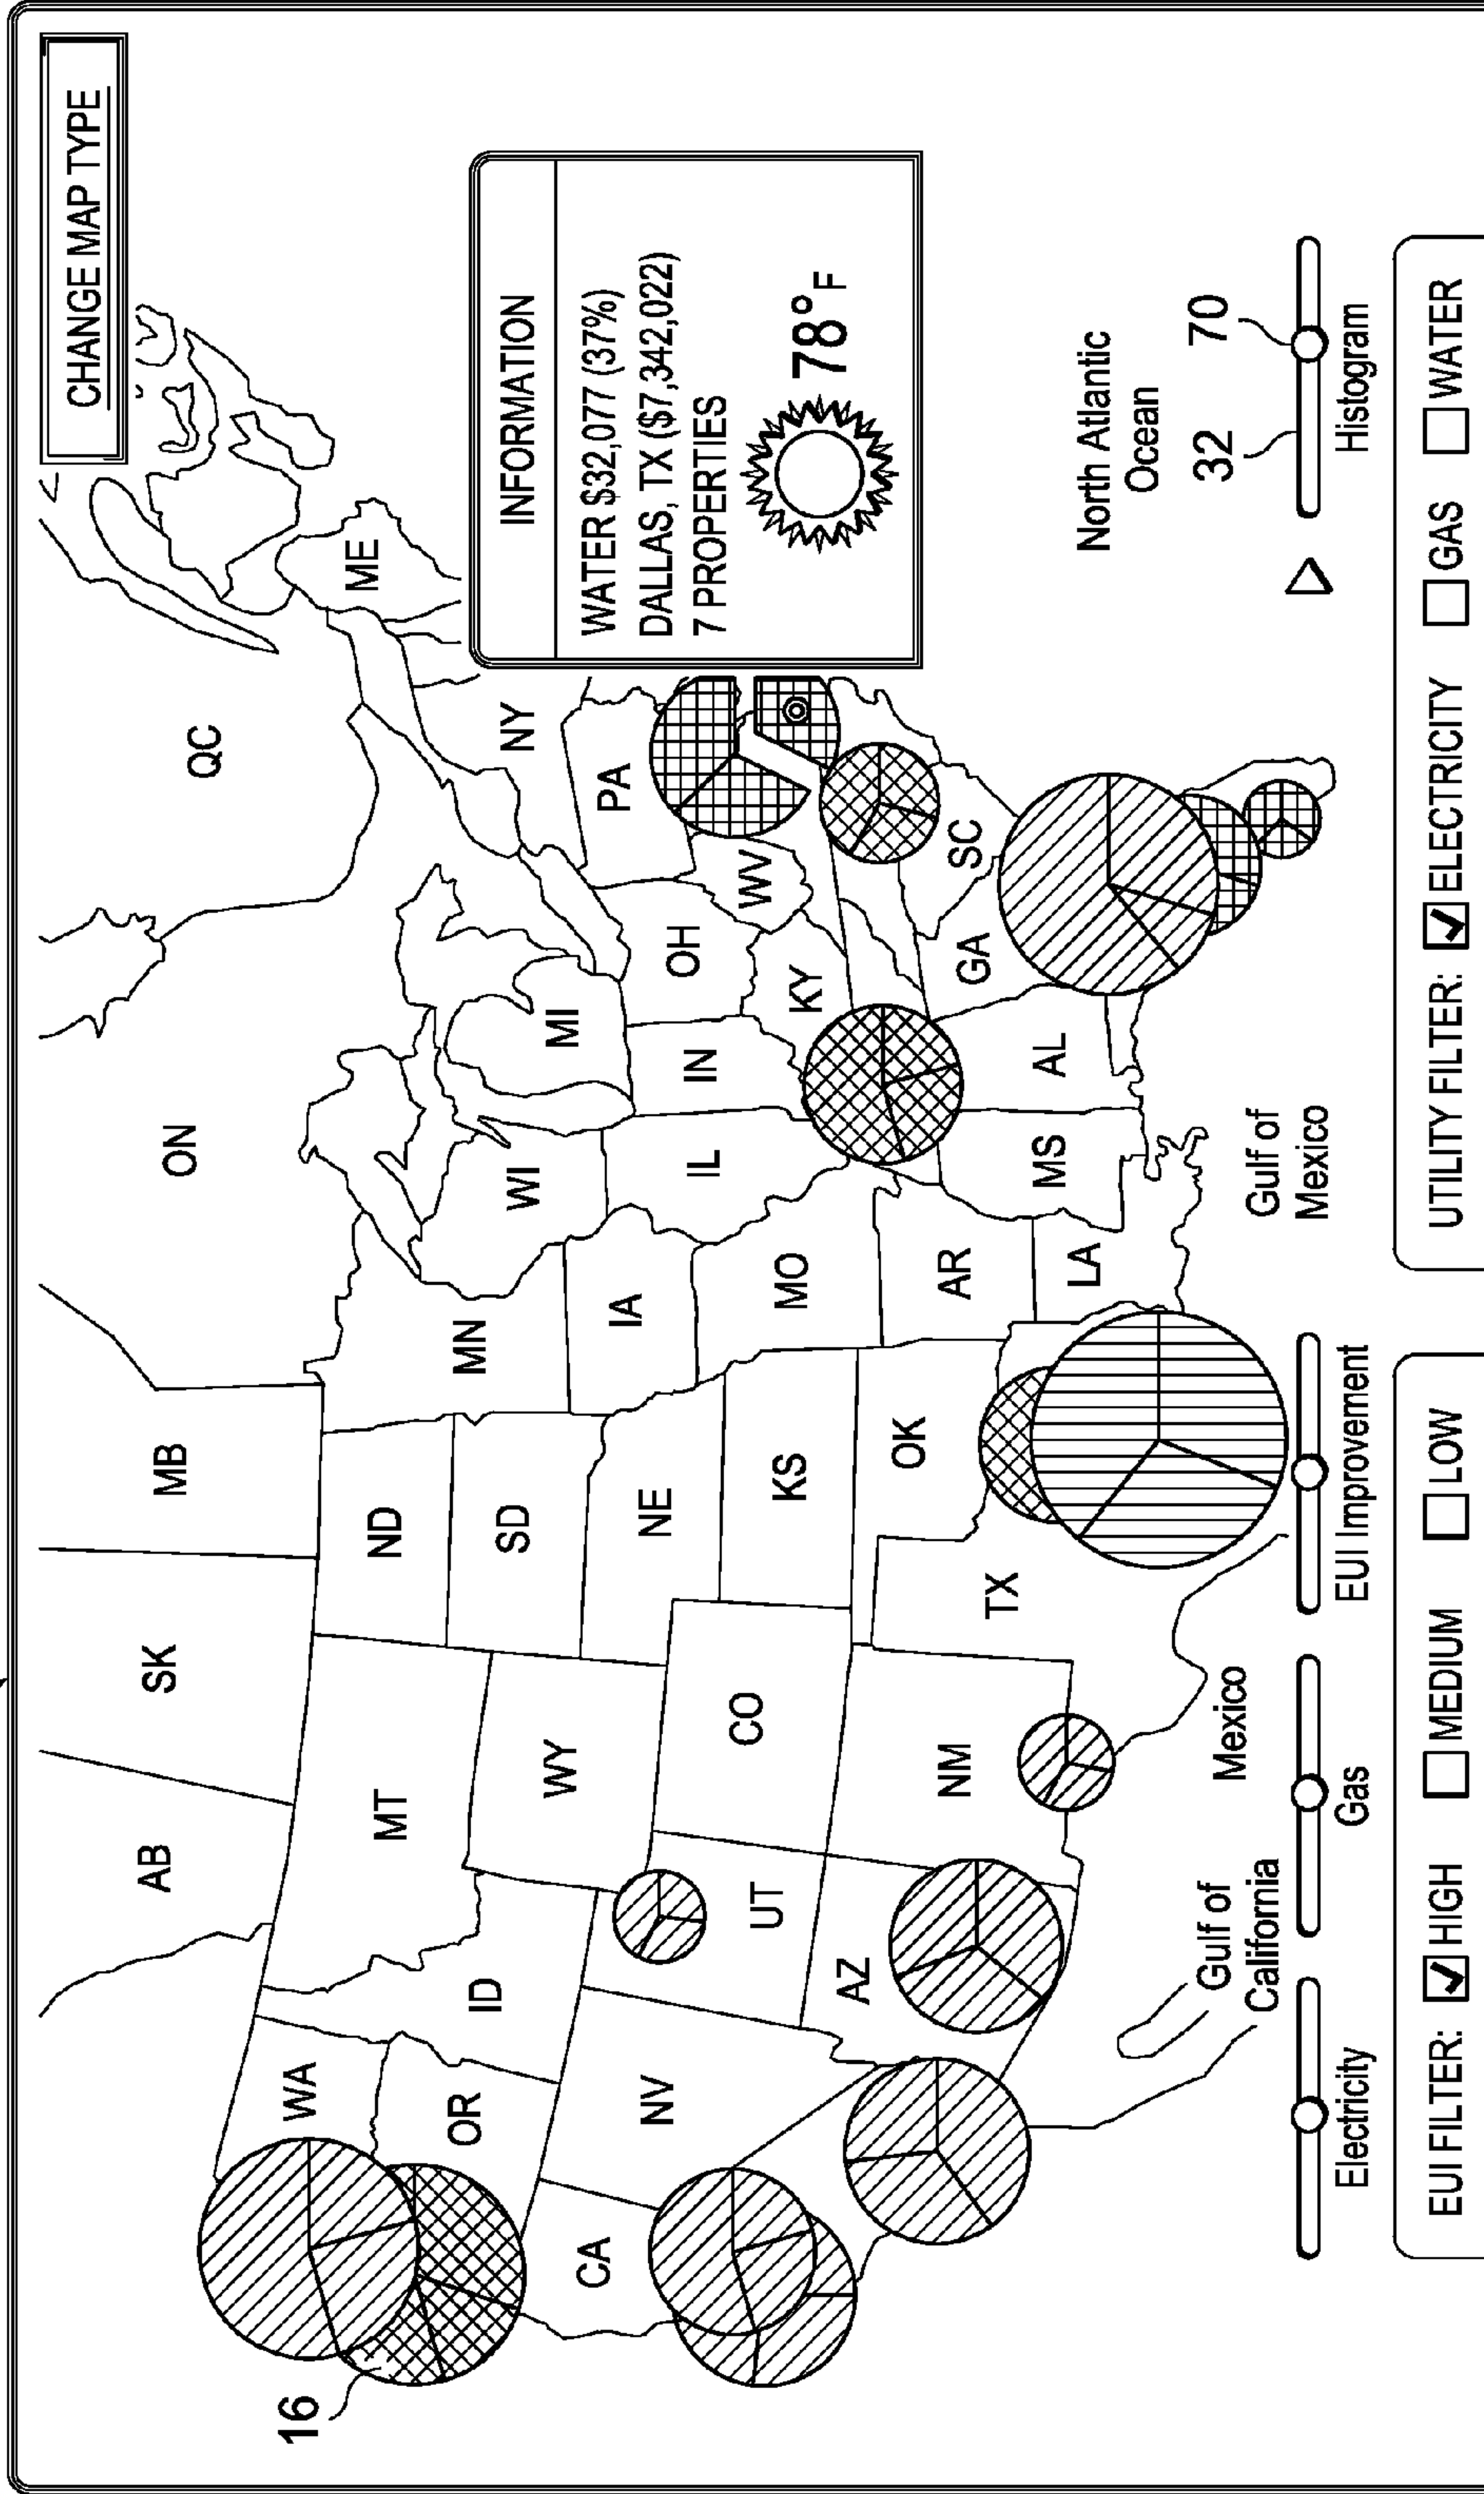 CHANGE MAP TYPE
AB
SK
MB
ON
QC
WA
MT
ND
MN
ME
OR
ID
SD
WI
MI
NY
WY
IA
PA
CA
NV
NE
IL
IN
OH
WV
UT
CO
KS
MO
KY
AZ
NM
OK
AR
SC
GA
TX
LA
MS
AL
16
INFORMATION
WATER $32,077 (37%)
DALLAS, TX ($7,342,022)
7 PROPERTIES
78°F
North Atlantic
Ocean
Gulf of
California
Mexico
Gulf of
Mexico
32
70
Electricity
Gas
EUI Improvement
Histogram
EUI FILTER: HIGH MEDIUM LOW
UTILITY FILTER: ELECTRICITY GAS WATER